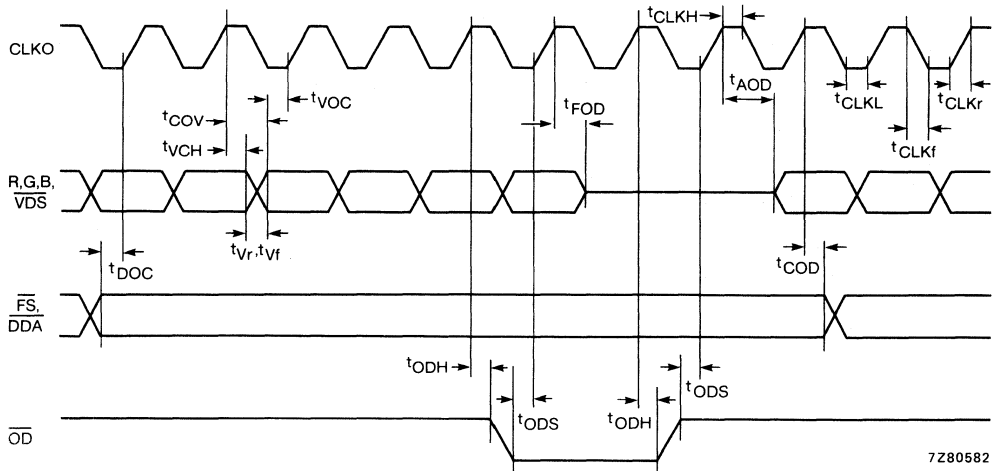 CLKO
tCLKH
tAOD
tVOC
tFOD
tCLKL
tCLKr
tCOV
tCLKf
tVCH
R,G,B,
VDS
tVr,tVf
tCOD
tDOC
FS,
DDA
tODH
tODS
tODS
tODH
OD
7Z80582